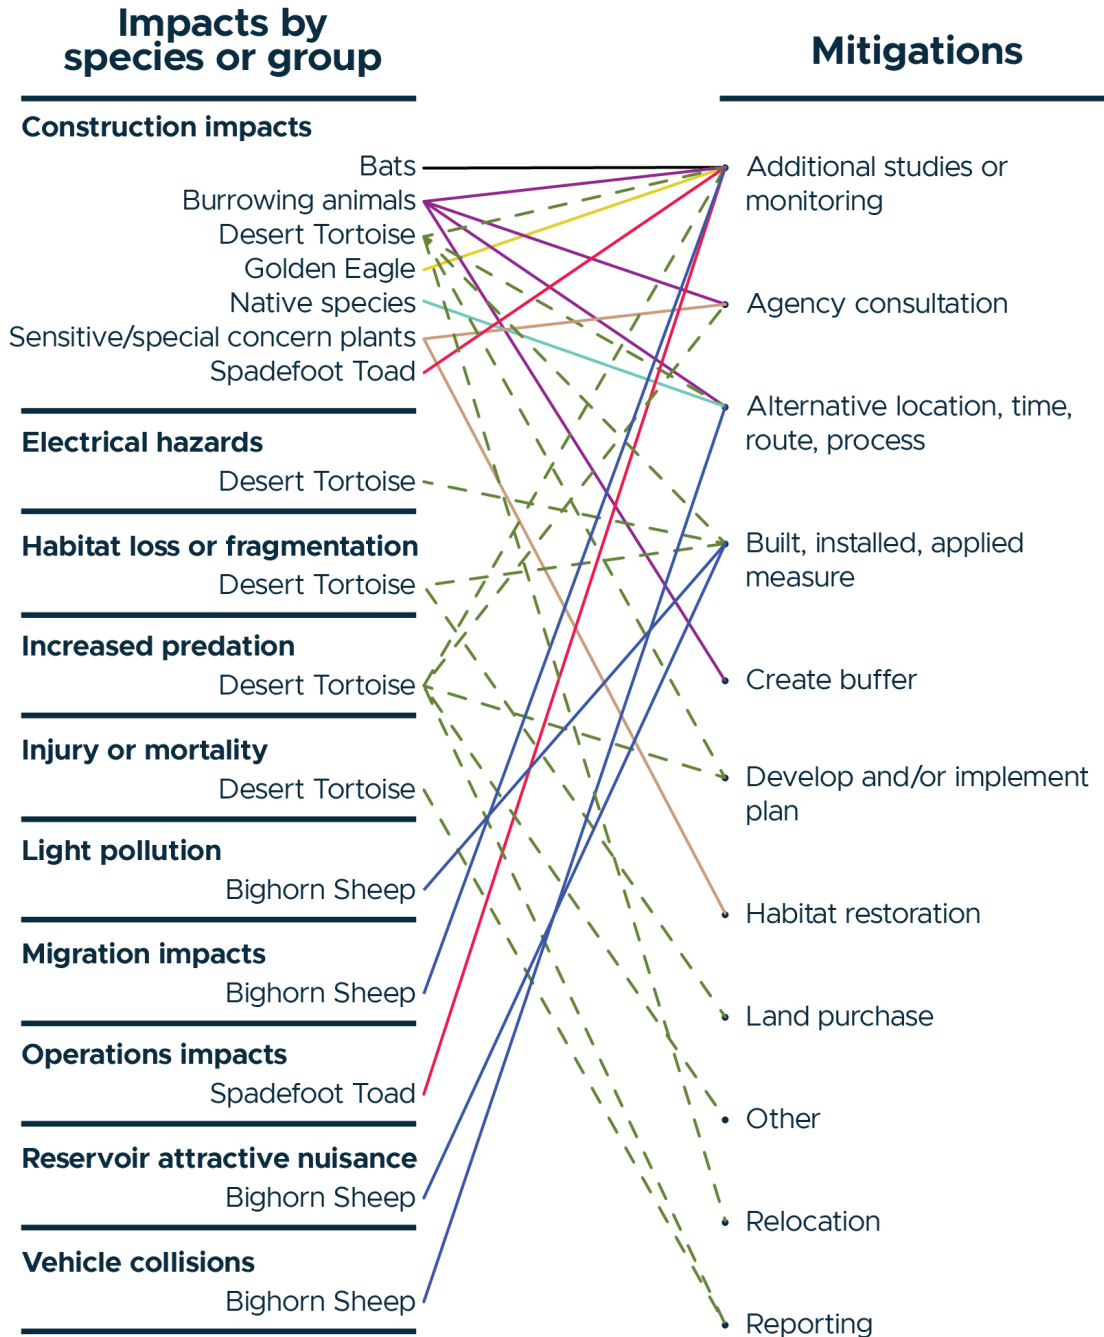 Impacts by
species or group
Construction impacts
Bats
Burrowing animals
Desert Tortoise
Golden Eagle
Native species
Sensitive/special concern plants
Spadefoot Toad
Electrical hazards
Desert Tortoise
Habitat loss or fragmentation
Desert Tortoise
Increased predation
Desert Tortoise
Injury or mortality
Desert Tortoise
Light pollution
Bighorn Sheep
Migration impacts
Bighorn Sheep
Operations impacts
Spadefoot Toad
Reservoir attractive nuisance
Bighorn Sheep
Vehicle collisions
Bighorn Sheep
Mitigations
Additional studies or
monitoring
Agency consultation
Alternative location, time,
route, process
Built, installed, applied
measure
Create buffer
Develop and/or implement
plan
Habitat restoration
Land purchase
Other
Relocation
Reporting